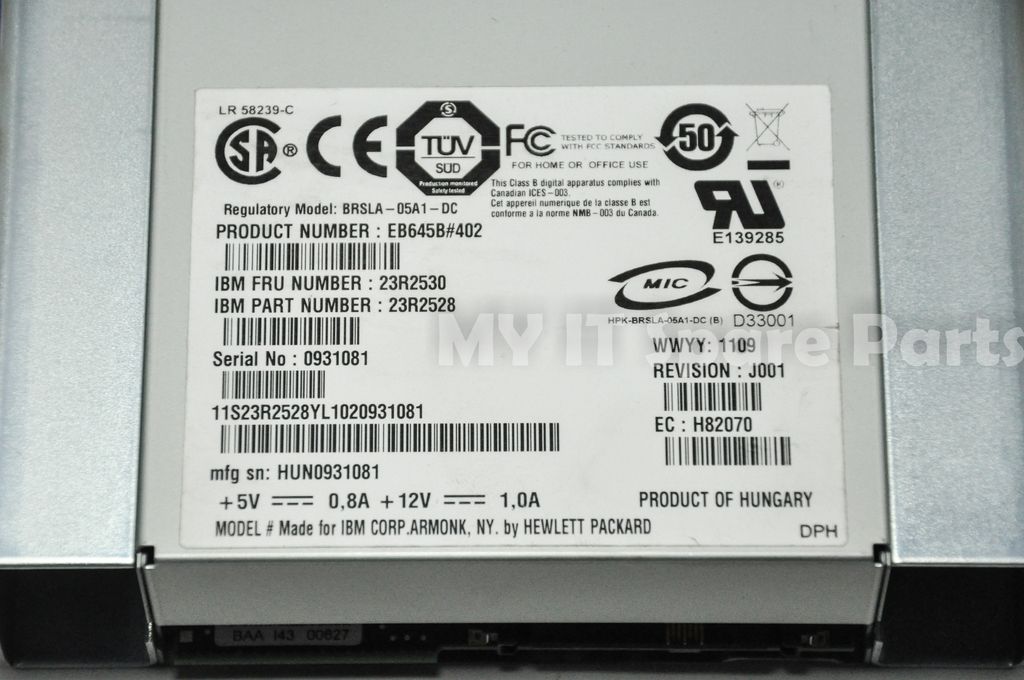 LR 58239-C
SA ®
CE
S
TÜV
SÜD
Production monitored
Safety tested
FC
TESTED TO COMPLY
WITH FCC STANDARDS
FOR HOME OR OFFICE USE
50
This Class B digital apparatus complies with
Canadian ICES-003.
Cet appareil numerique de la classe B est
conforme a la norme NMB-003 du Canada.
RU ®
E139285
Regulatory Model: BRSLA-05A1-DC
PRODUCT NUMBER : EB645B#402
IBM FRU NUMBER : 23R2530
IBM PART NUMBER : 23R2528
MIC
HPK-BRSLA-05A1-DC (B) D33001
MY IT Spare Parts
WWYY: 1109
Serial No : 0931081
REVISION : J001
11S23R2528YL1020931081
EC : H82070
mfg sn: HUN0931081
+5V ⎓ 0,8A +12V ⎓ 1,0A
PRODUCT OF HUNGARY
MODEL # Made for IBM CORP.ARMONK, NY. by HEWLETT PACKARD
DPH
BAA I43 00627